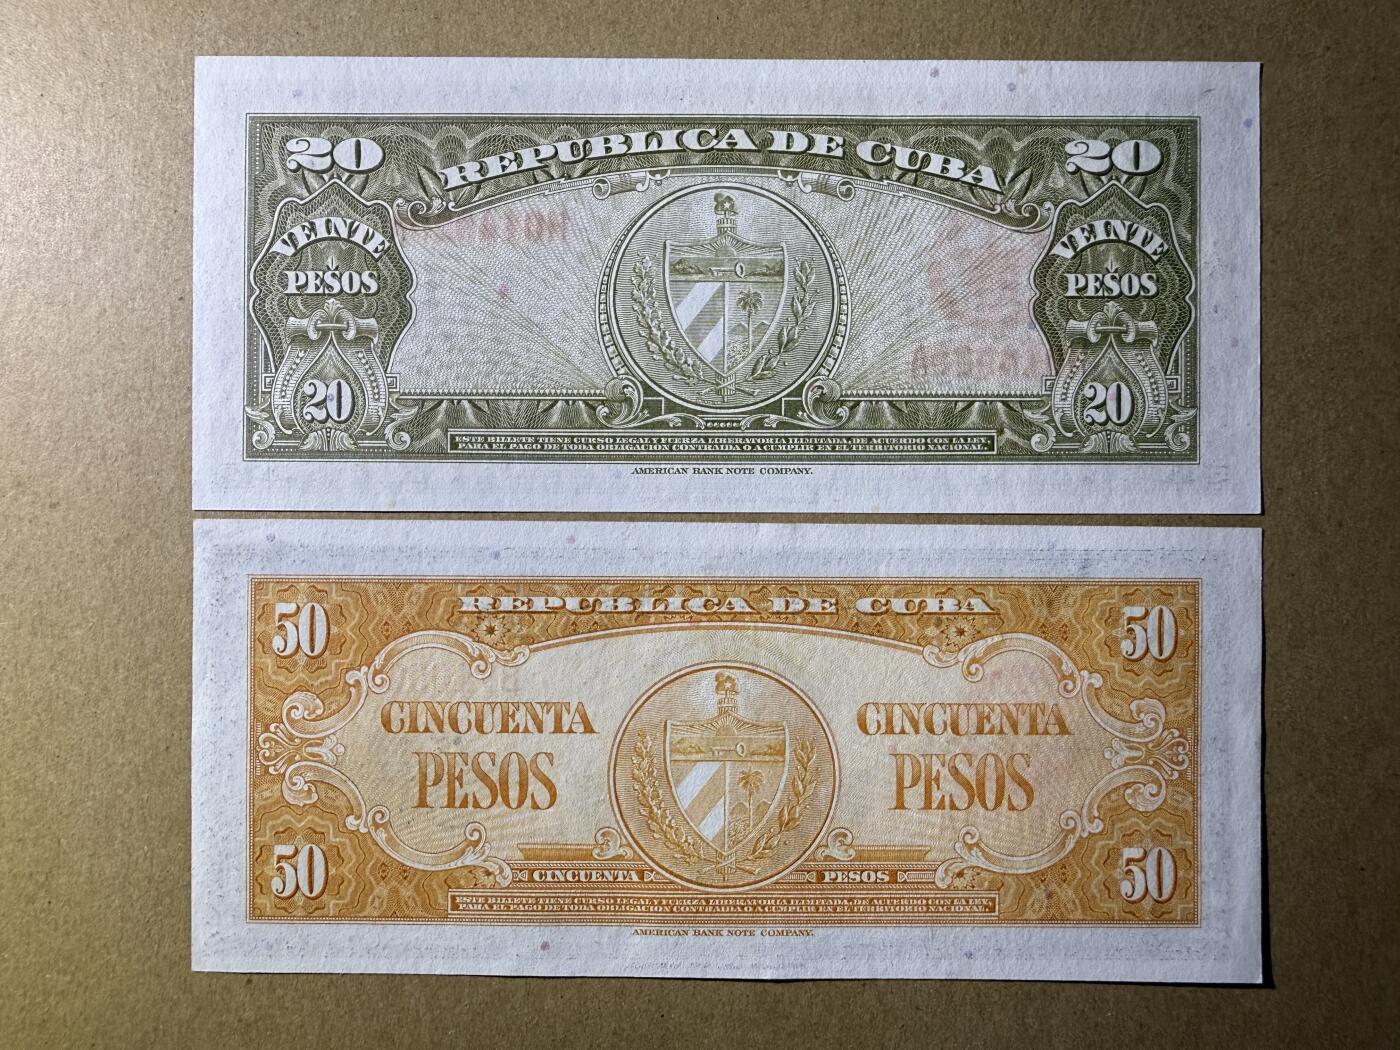 20 REPUBLICA DE CUBA 20
VEINTE VEINTE
PESOS PESOS
20 20
ESTE BILLETE TIENE CURSO LEGAL Y FUERZA LIBERATORIA ILIMITADA, DE ACUERDO CON LA LEY,
PARA EL PAGO DE TODA OBLIGACION CONTRAIDA O A CUMPLIR EN EL TERRITORIO NACIONAL.
AMERICAN BANK NOTE COMPANY.
REPUBLICA DE CUBA
50 50
CINCUENTA CINCUENTA
PESOS PESOS
50 50
CINCUENTA PESOS
ESTE BILLETE TIENE CURSO LEGAL Y FUERZA LIBERATORIA ILIMITADA, DE ACUERDO CON LA LEY,
PARA EL PAGO DE TODA OBLIGACION CONTRAIDA O A CUMPLIR EN EL TERRITORIO NACIONAL.
AMERICAN BANK NOTE COMPANY.